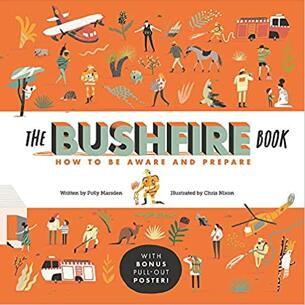 THE BUSHFIRE BOOK
HOW TO BE AWARE AND PREPARE
Written by Polly Marsden Illustrated by Chris Nixon
WITH
BONUS
PULL-OUT
POSTER!